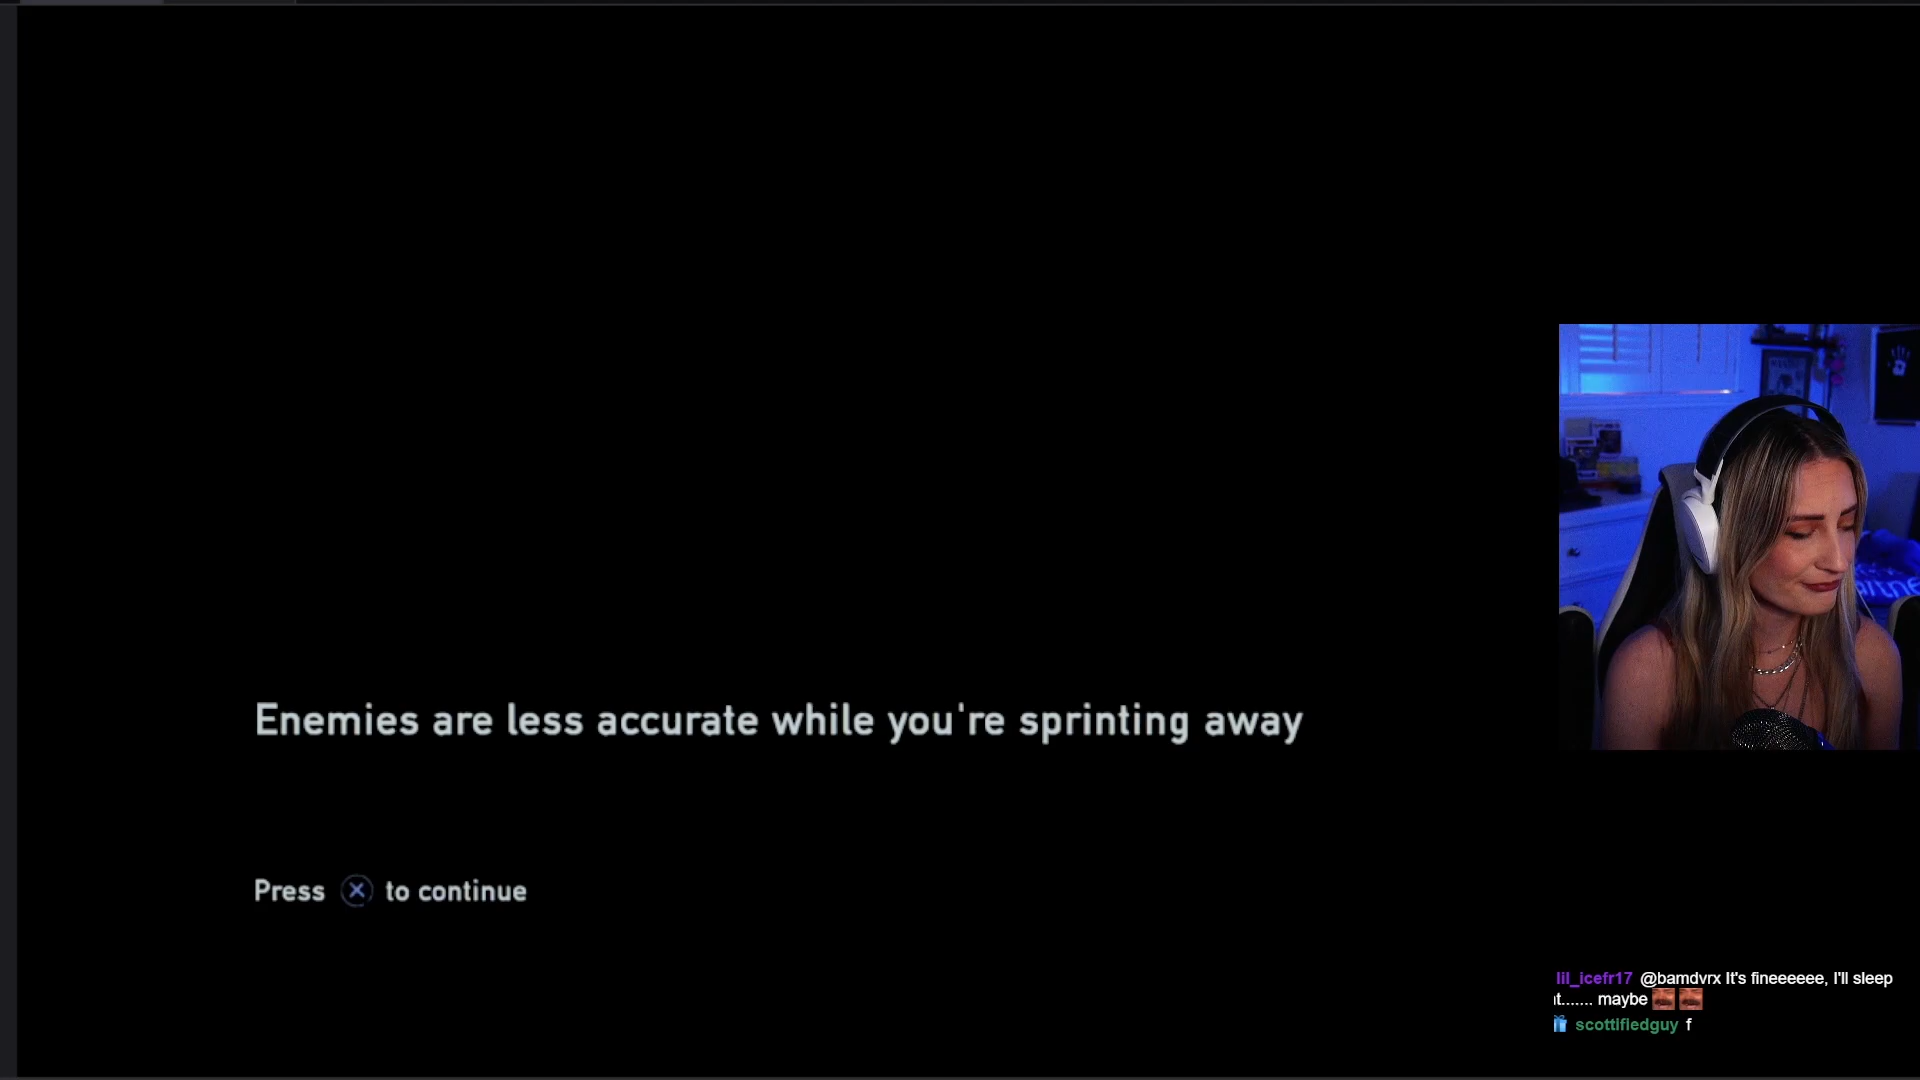 Enemies are less accurate while you're sprinting away
Press to continue
lil_icefr17 @bamdvrx It's fineeeeee, I'll sleep
t....... maybe
scottifledguy f